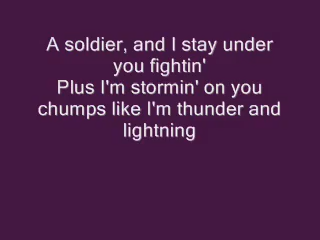 A soldier, and I stay under
you fightin'
Plus I'm stormin' on you
chumps like I'm thunder and
lightning